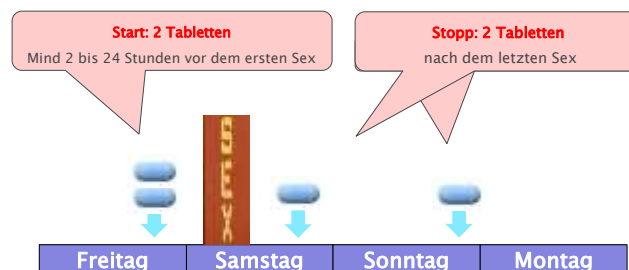 Start: 2 Tabletten
Mind 2 bis 24 Stunden vor dem ersten Sex
Stopp: 2 Tabletten
nach dem letzten Sex
Freitag
Samstag
Sonntag
Montag